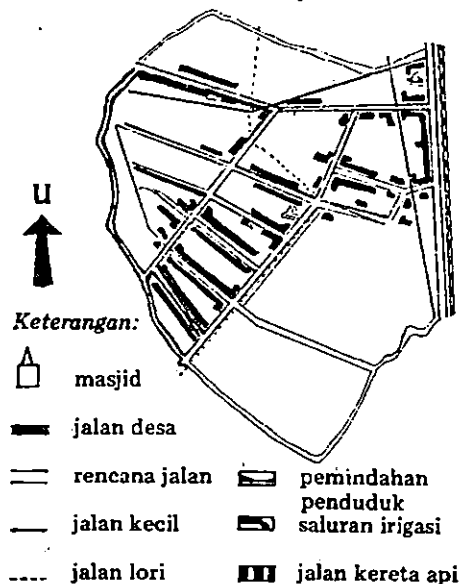 U
Keterangan:
masjid
jalan desa
rencana jalan
jalan kecil
jalan lori
pemindahan
penduduk
saluran irigasi
jalan kereta api